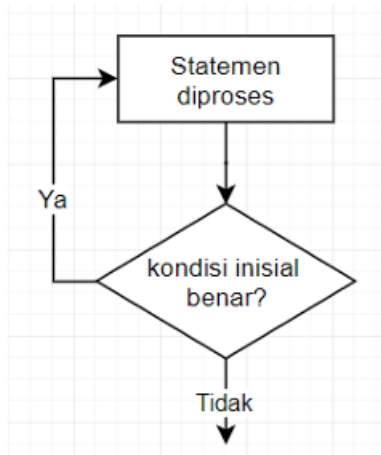 Statemen
diproses
Ya
kondisi inisial
benar?
Tidak